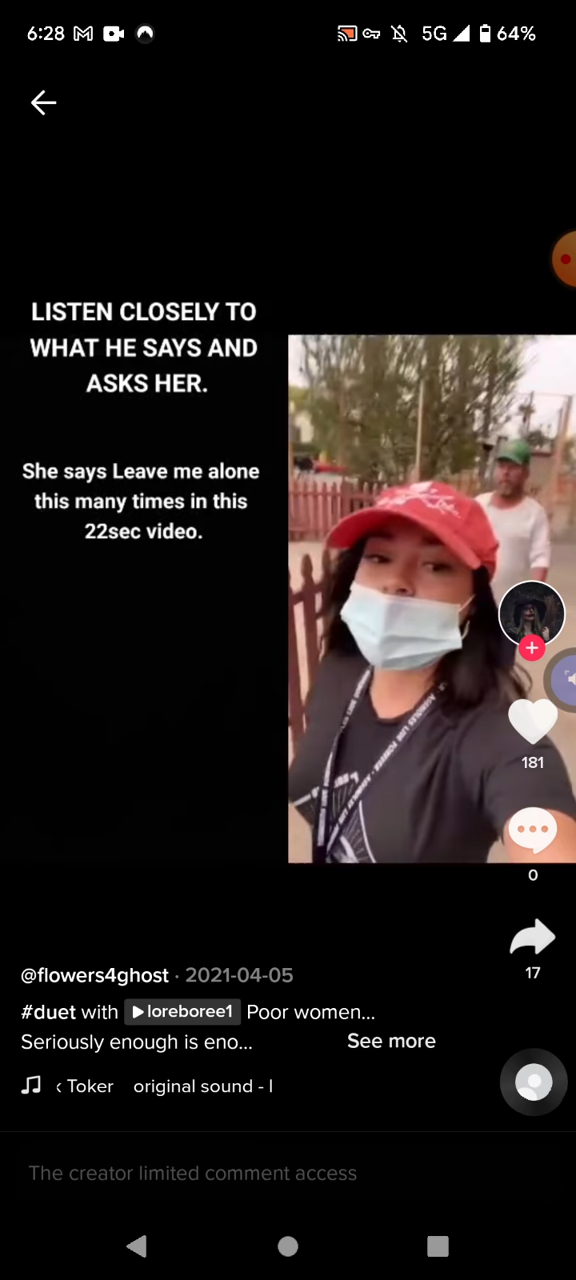 6:28 5G 64%
LISTEN CLOSELY TO
WHAT HE SAYS AND
ASKS HER.
She says Leave me alone
this many times in this
22sec video.
181
0
17
@flowers4ghost · 2021-04-05
#duet with loreboree1 Poor women...
Seriously enough is eno... See more
‹ Toker original sound - l
The creator limited comment access